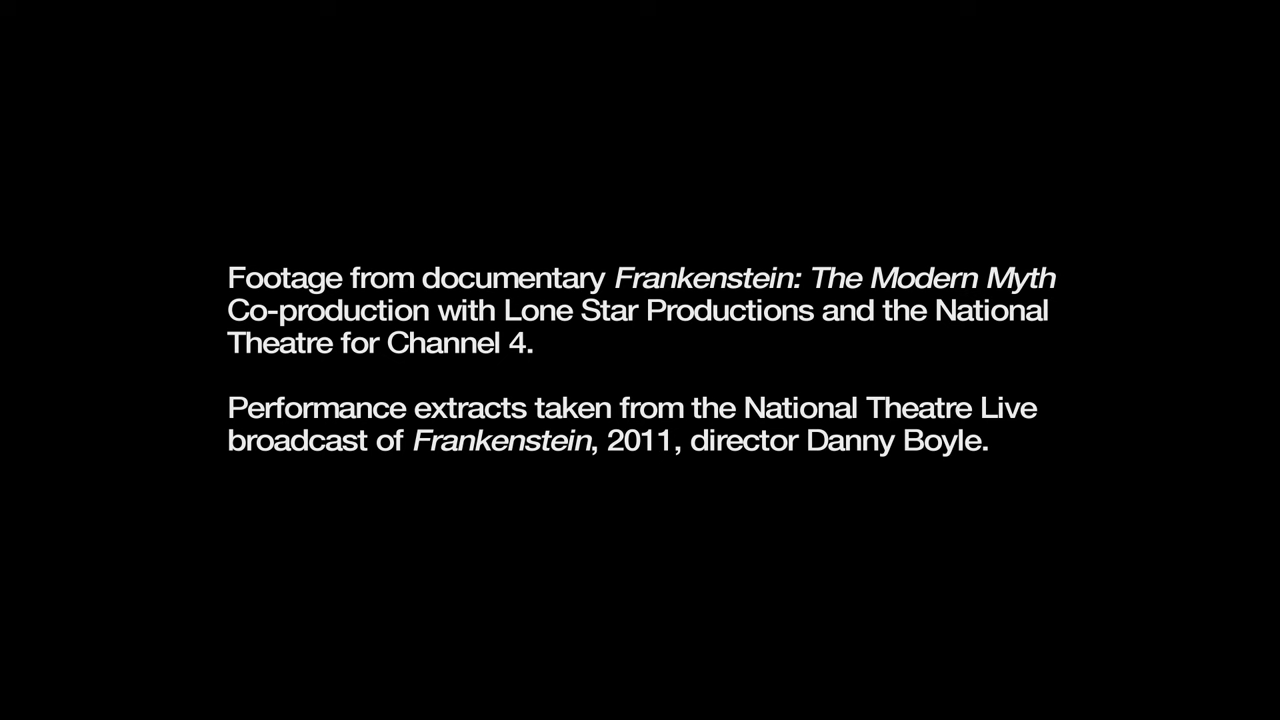 Footage from documentary Frankenstein: The Modern Myth
Co-production with Lone Star Productions and the National
Theatre for Channel 4.
Performance extracts taken from the National Theatre Live
broadcast of Frankenstein, 2011, director Danny Boyle.